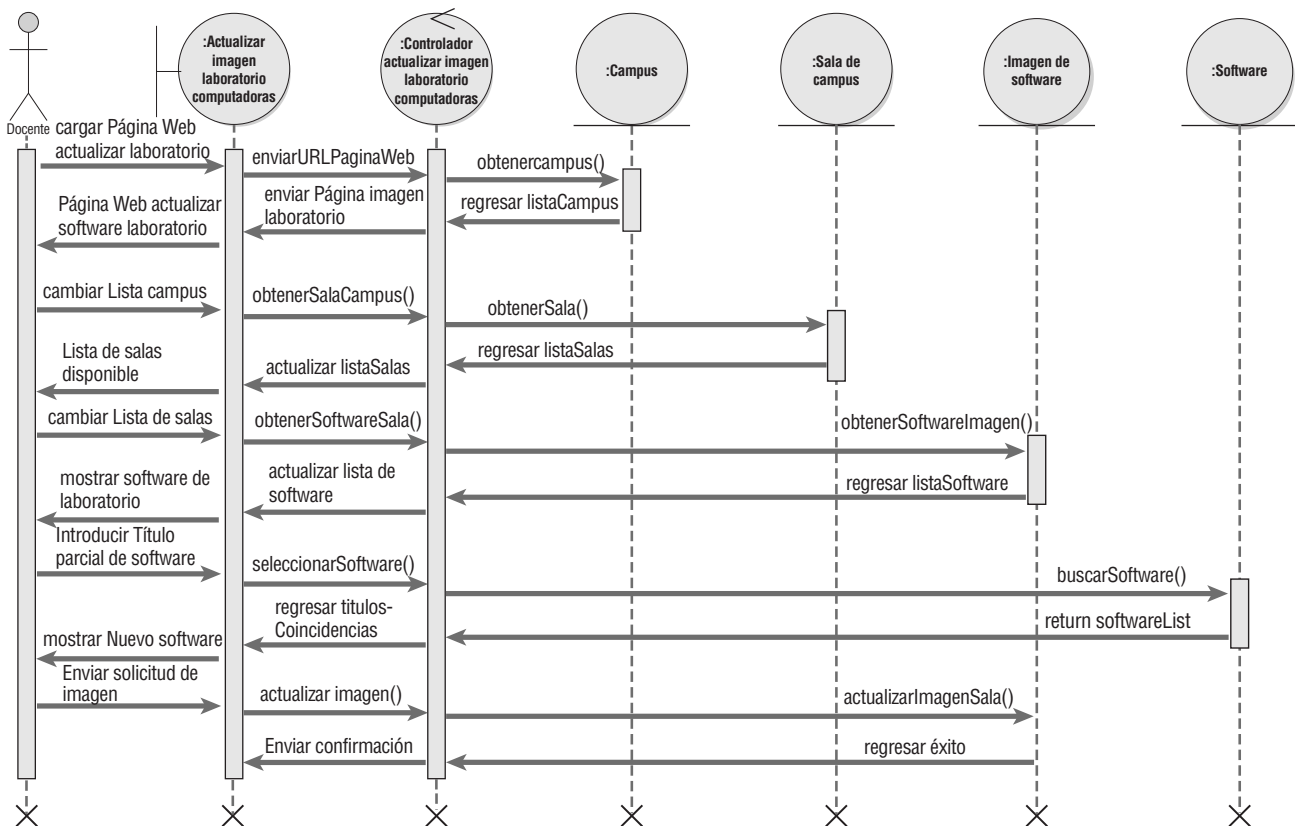 :Actualizar
imagen
laboratorio
computadoras
:Controlador
actualizar imagen
laboratorio
computadoras
:Campus
:Sala de
campus
:Imagen de
software
:Software
Docente
cargar Página Web
actualizar laboratorio
enviarURLPaginaWeb
obtenercampus()
enviar Página imagen
laboratorio
regresar listaCampus
Página Web actualizar
software laboratorio
cambiar Lista campus
obtenerSalaCampus()
obtenerSala()
Lista de salas
disponible
actualizar listaSalas
regresar listaSalas
cambiar Lista de salas
obtenerSoftwareSala()
obtenerSoftwareImagen()
mostrar software de
laboratorio
actualizar lista de
software
regresar listaSoftware
Introducir Título
parcial de software
seleccionarSoftware()
buscarSoftware()
regresar titulos-
Coincidencias
return softwareList
mostrar Nuevo software
Enviar solicitud de
imagen
actualizar imagen()
actualizarImagenSala()
Enviar confirmación
regresar éxito